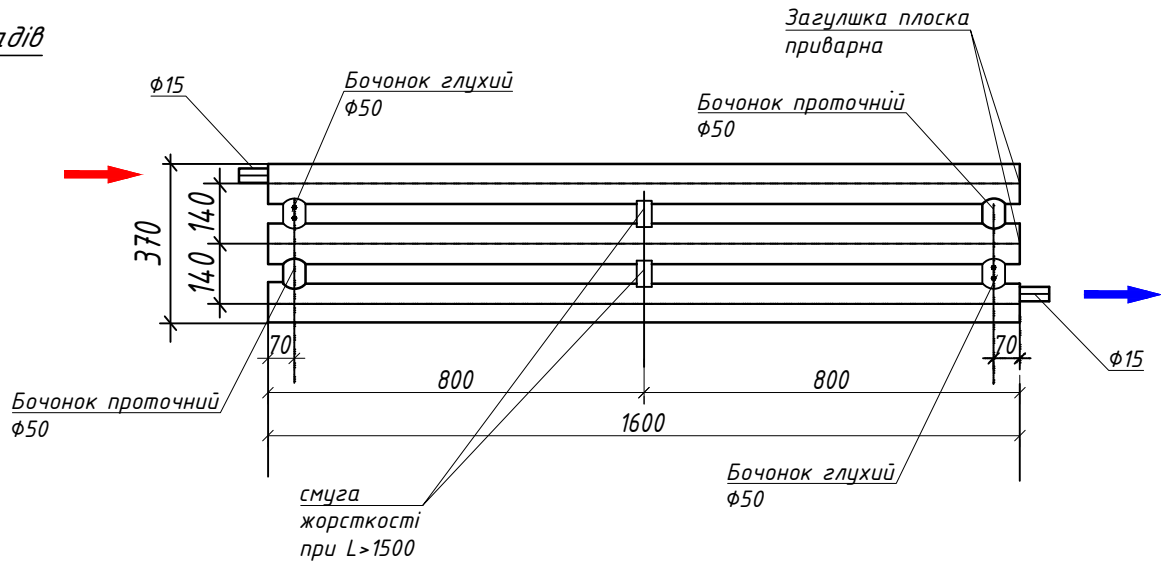 адів
Загулшка плоска
приварна
Ф15
Бочонок глухий
Ф50
Бочонок проточний
Ф50
370
140
140
70
70
800
800
Ф15
Бочонок проточний
Ф50
1600
Бочонок глухий
Ф50
смуга
жорсткості
при L>1500